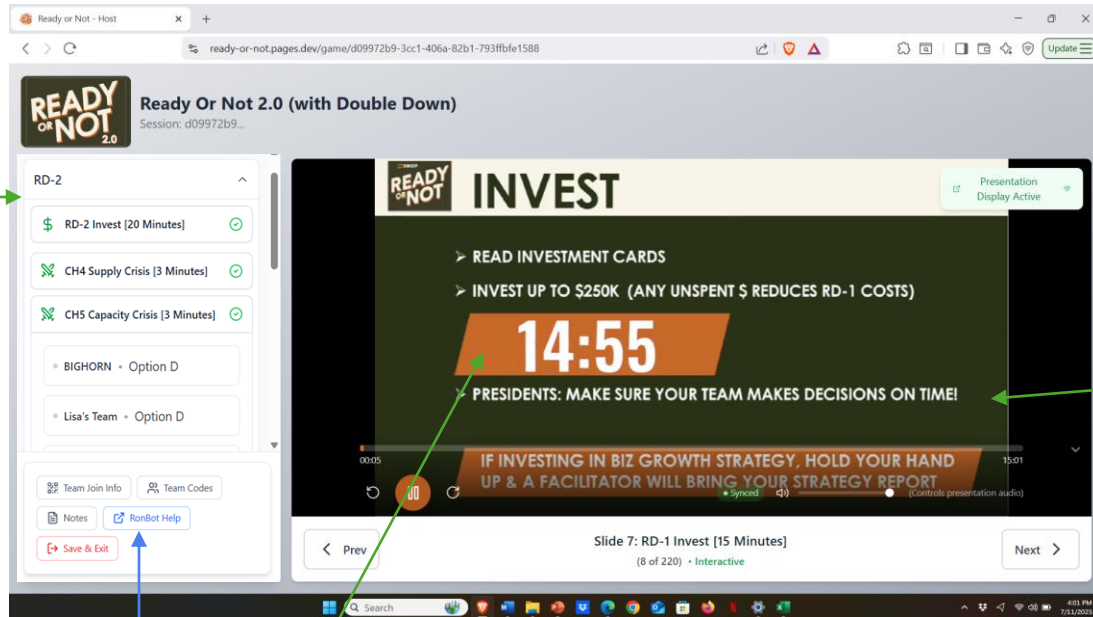 Ready or Not - Host
ready-or-not.pages.dev/game/d09972b9-3cc1-406a-82b1-793ffbfe1588
Update
READY
OR NOT
2.0
Ready Or Not 2.0 (with Double Down)
Session: d09972b9...
RD-2
RD-2 Invest [20 Minutes]
CH4 Supply Crisis [3 Minutes]
CH5 Capacity Crisis [3 Minutes]
BIGHORN • Option D
Lisa's Team • Option D
Team Join Info
Team Codes
Notes
RonBot Help
Save & Exit
READY
OR NOT
INVEST
Presentation
Display Active
➢ READ INVESTMENT CARDS
➢ INVEST UP TO $250K (ANY UNSPENT $ REDUCES RD-1 COSTS)
14:55
➢ PRESIDENTS: MAKE SURE YOUR TEAM MAKES DECISIONS ON TIME!
00:05
15:01
IF INVESTING IN BIZ GROWTH STRATEGY, HOLD YOUR HAND
UP & A FACILITATOR WILL BRING YOUR STRATEGY REPORT
• Synced
(Controls presentation audio)
Prev
Slide 7: RD-1 Invest [15 Minutes]
(8 of 220) • Interactive
Next
Search
4:01 PM
7/11/2025